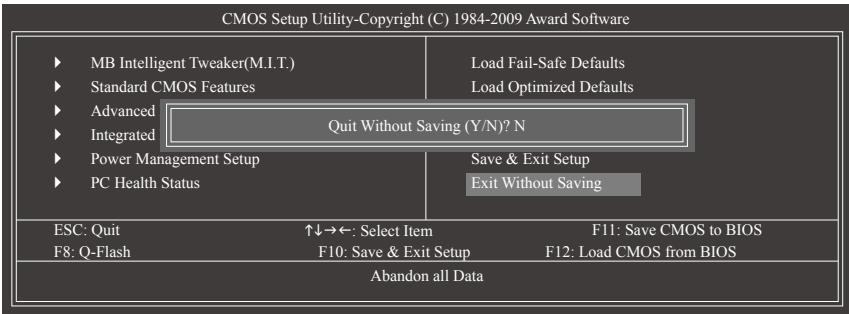 CMOS Setup Utility-Copyright (C) 1984-2009 Award Software
MB Intelligent Tweaker(M.I.T.)
Standard CMOS Features
Advanced
Integrated
Power Management Setup
PC Health Status
Load Fail-Safe Defaults
Load Optimized Defaults
Save & Exit Setup
Exit Without Saving
Quit Without Saving (Y/N)? N
ESC: Quit ↑↓→←: Select Item F11: Save CMOS to BIOS
F8: Q-Flash F10: Save & Exit Setup F12: Load CMOS from BIOS
Abandon all Data